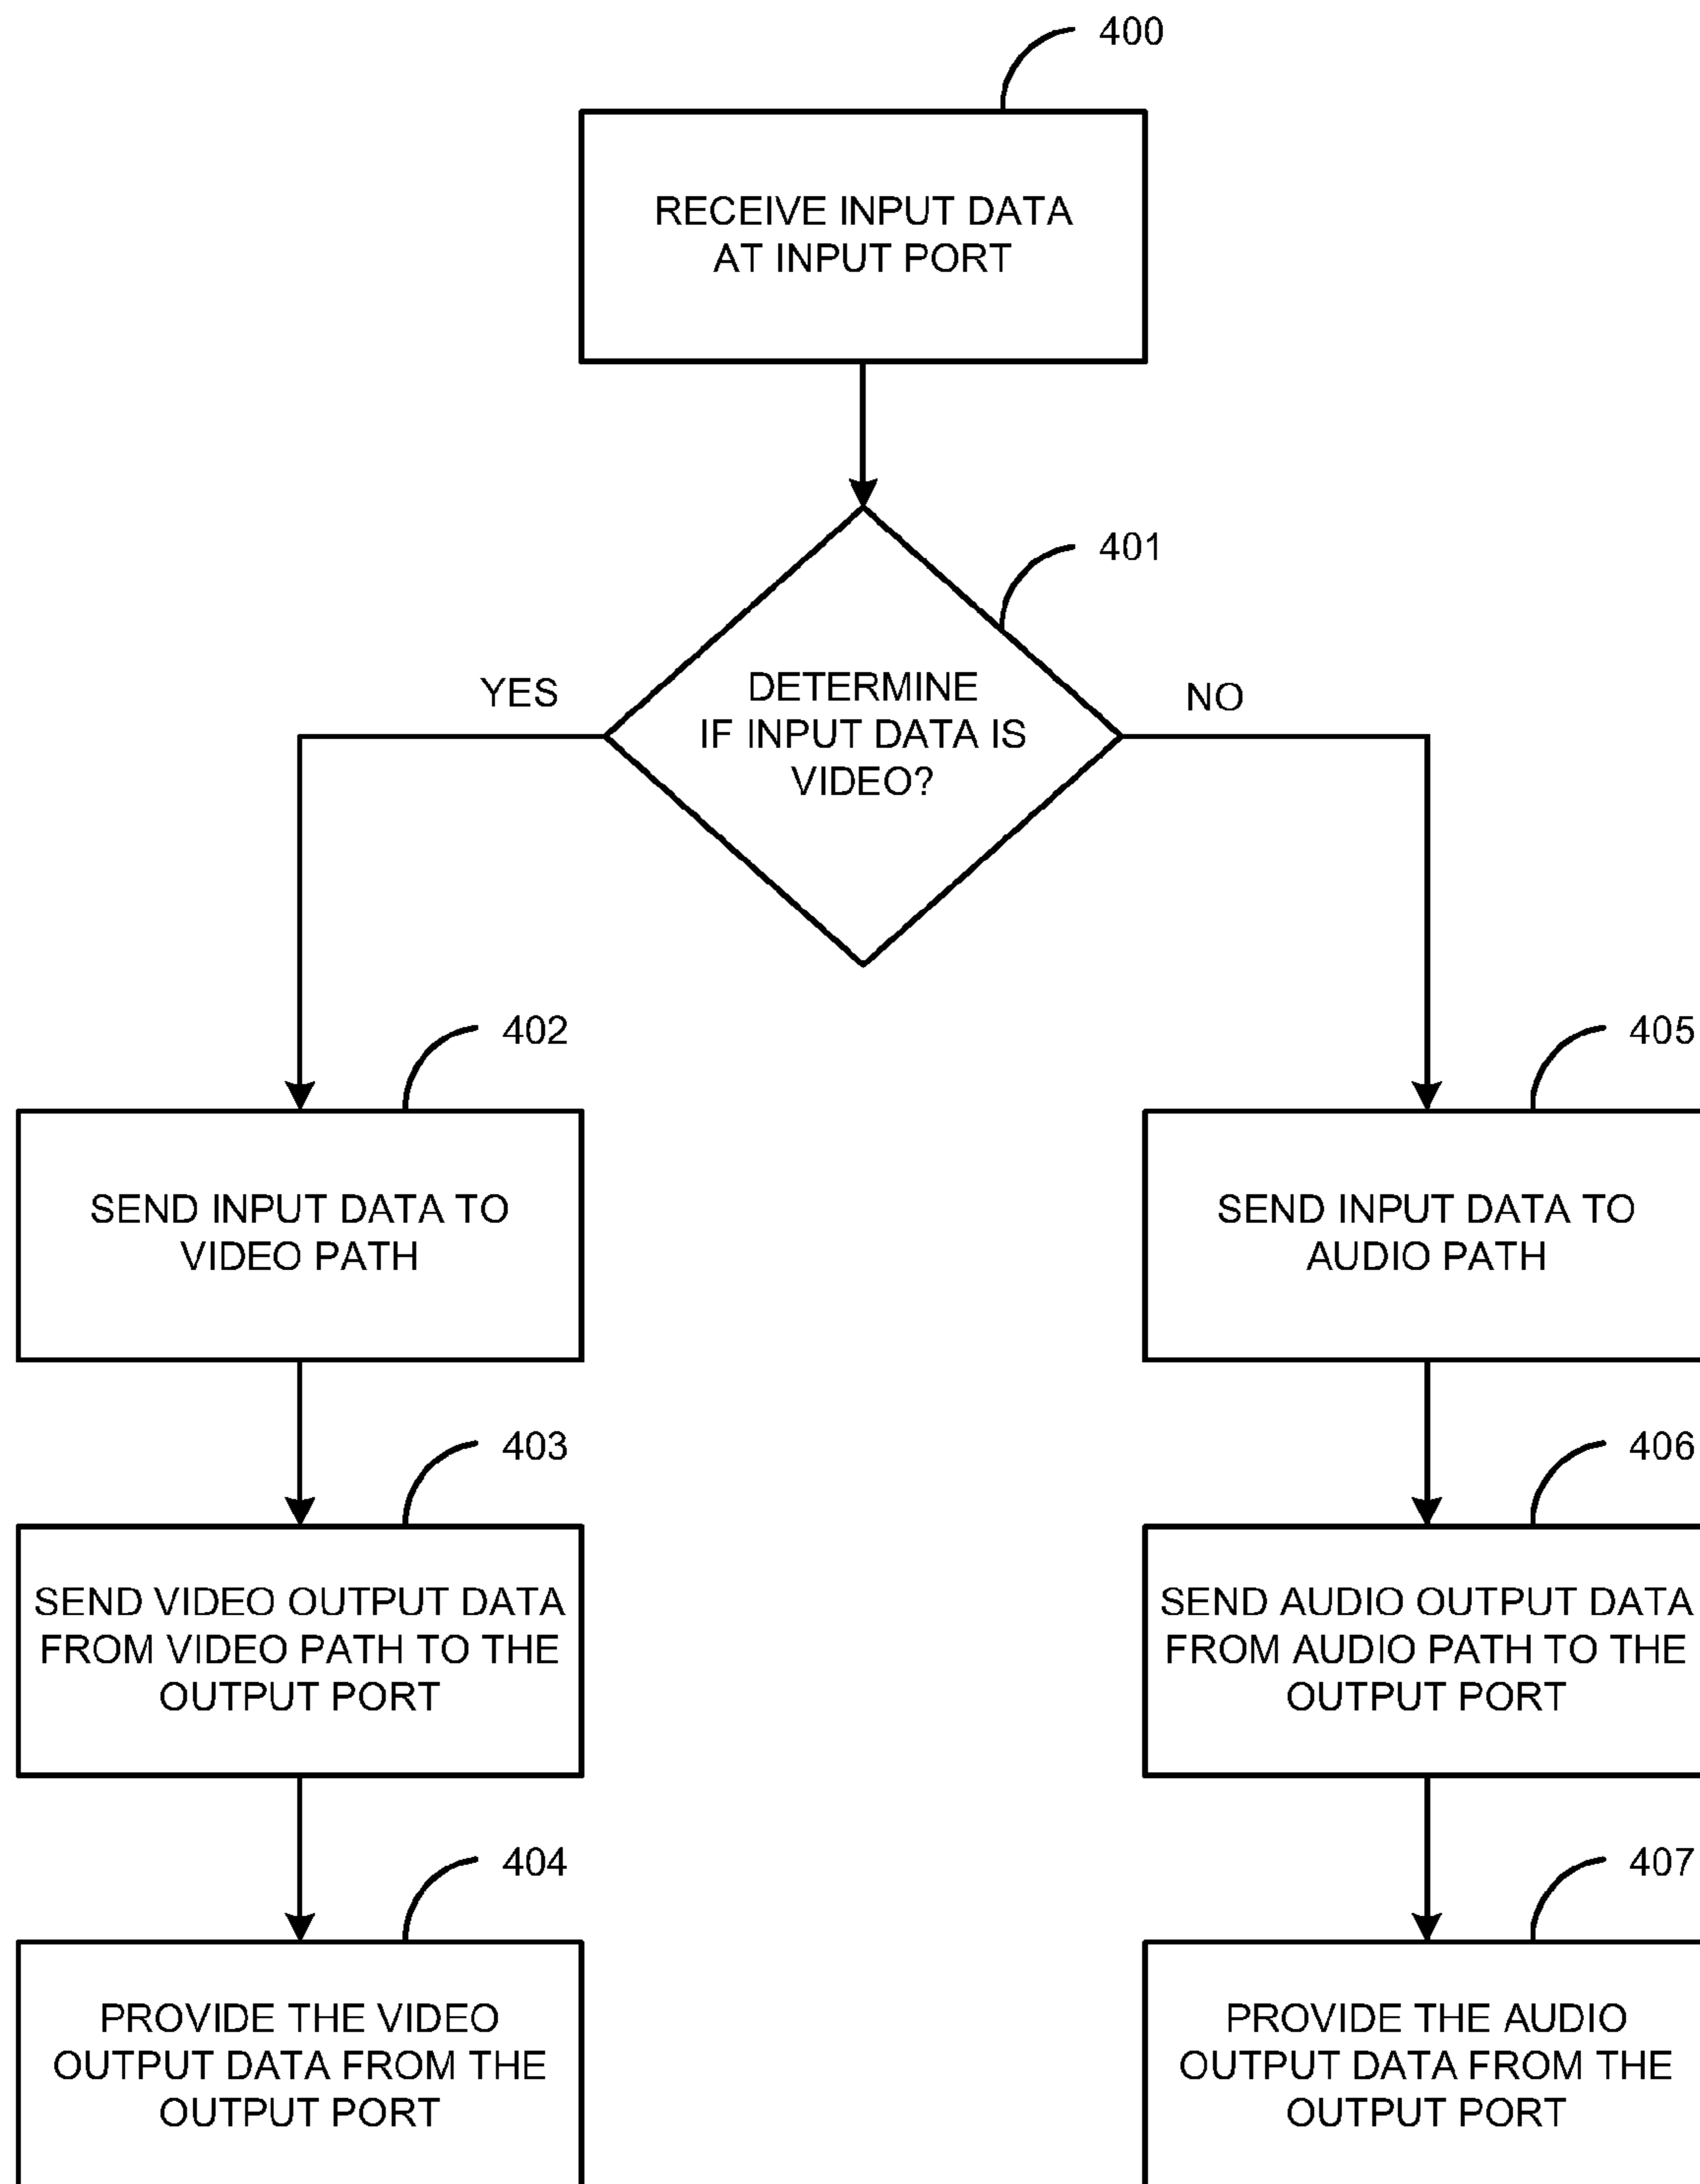 400
RECEIVE INPUT DATA
AT INPUT PORT
401
YES
DETERMINE
IF INPUT DATA IS
VIDEO?
NO
402
SEND INPUT DATA TO
VIDEO PATH
405
SEND INPUT DATA TO
AUDIO PATH
403
SEND VIDEO OUTPUT DATA
FROM VIDEO PATH TO THE
OUTPUT PORT
406
SEND AUDIO OUTPUT DATA
FROM AUDIO PATH TO THE
OUTPUT PORT
404
PROVIDE THE VIDEO
OUTPUT DATA FROM THE
OUTPUT PORT
407
PROVIDE THE AUDIO
OUTPUT DATA FROM THE
OUTPUT PORT